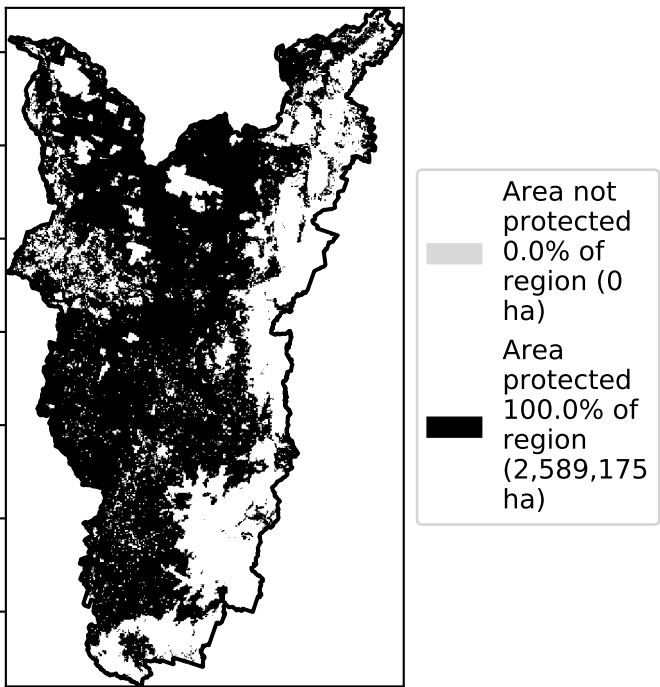 Area not
protected
0.0% of
region (0
ha)
Area
protected
100.0% of
region
(2,589,175
ha)